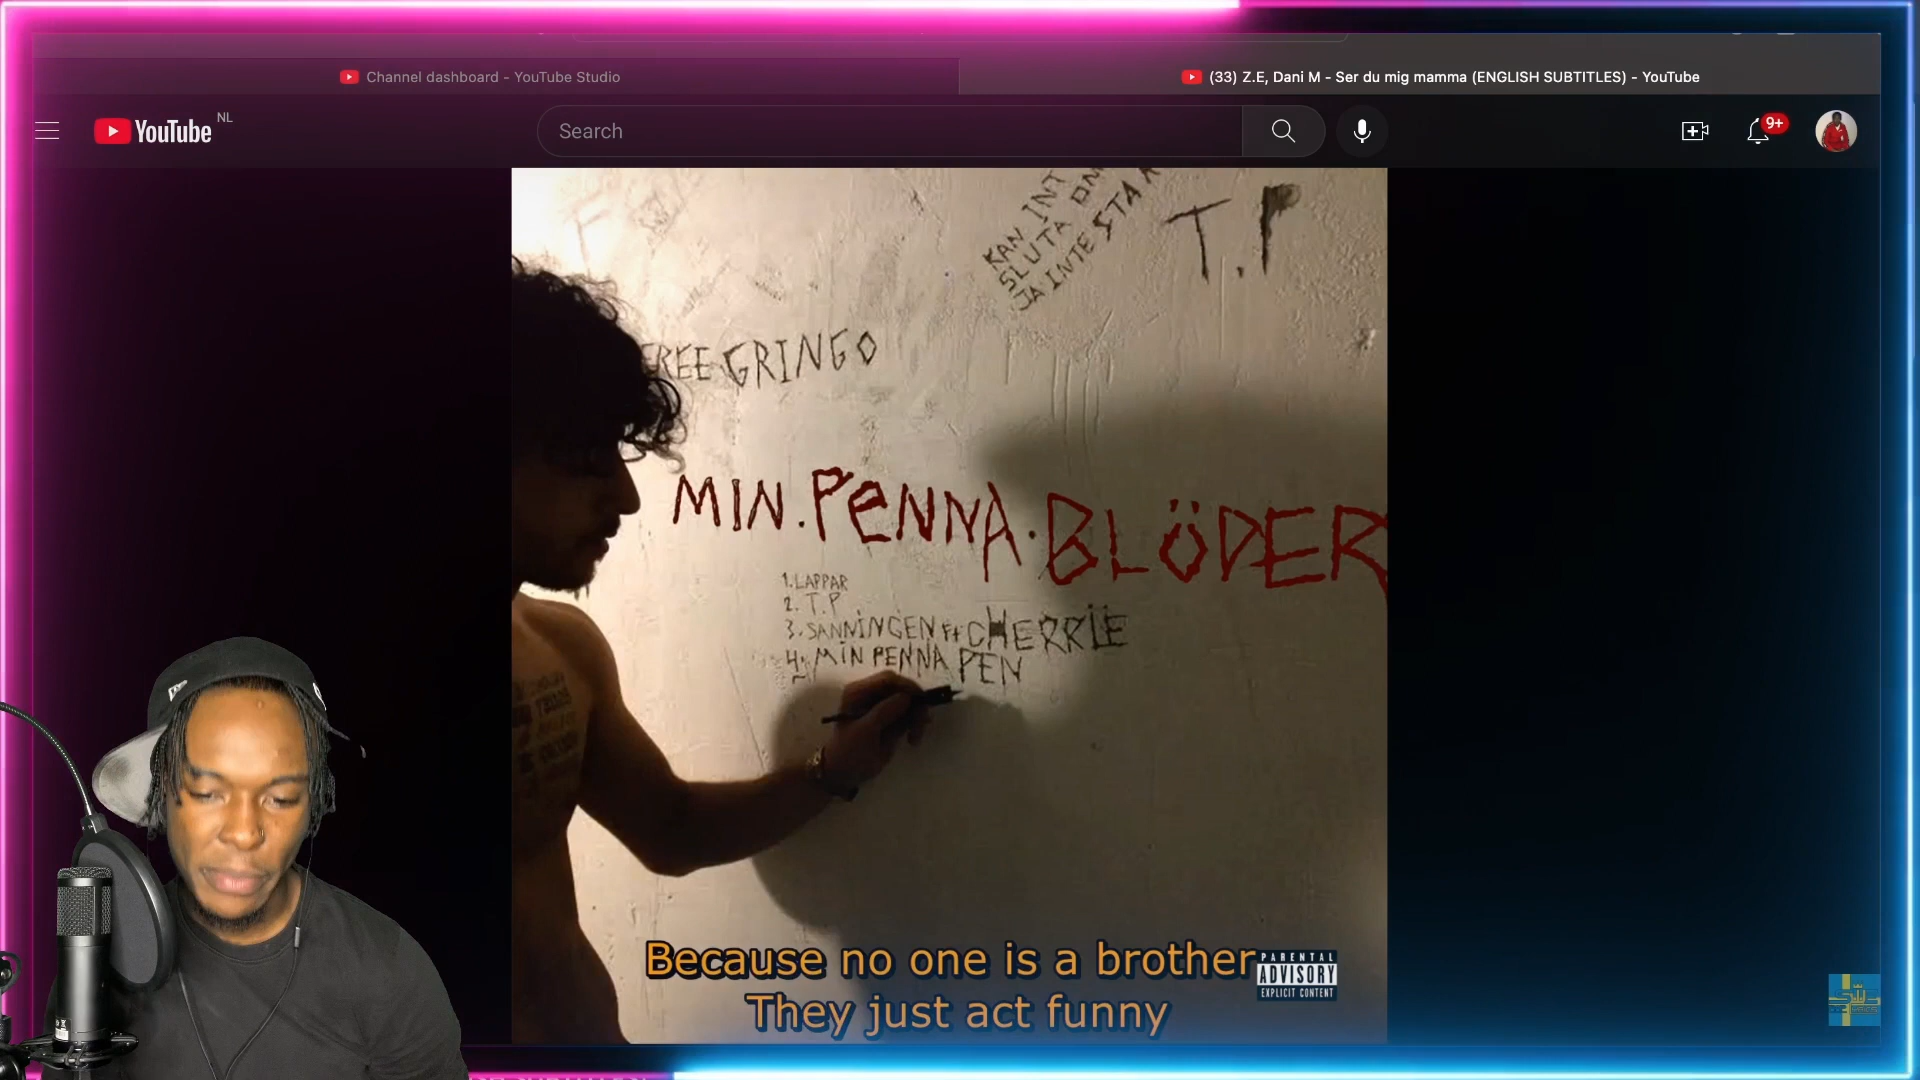 Channel dashboard - YouTube Studio
(33) Z.E, Dani M - Ser du mig mamma (ENGLISH SUBTITLES) - YouTube
YouTube NL
Search
9+
KAN INT
SLUTA OM
JA INTE STA
T.P
FREE GRINGO
MIN.PENNA.BLÖDER
1. LAPPAR
2. T.P
3. SANNINGEN Ft CHERRIE
4. MIN PENNA PEN
Because no one is a brother
They just act funny
PARENTAL
ADVISORY
EXPLICIT CONTENT